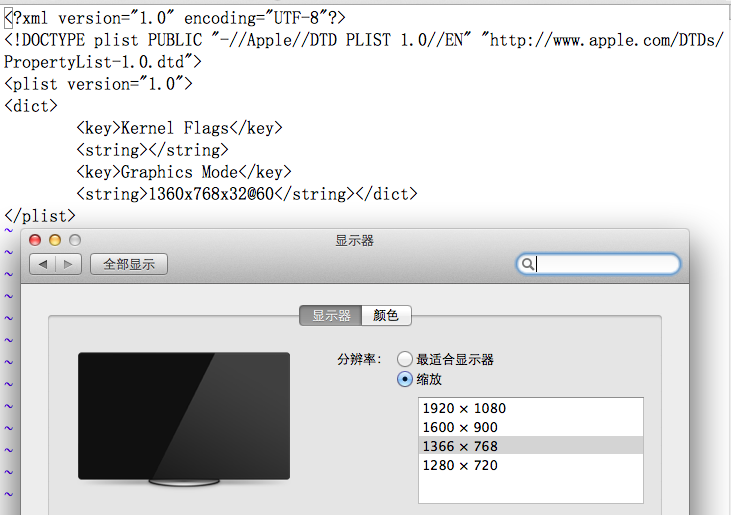 <?xml version="1.0" encoding="UTF-8"?>
<!DOCTYPE plist PUBLIC "-//Apple//DTD PLIST 1.0//EN" "http://www.apple.com/DTDs/
PropertyList-1.0.dtd">
<plist version="1.0">
<dict>
        <key>Kernel Flags</key>
        <string></string>
        <key>Graphics Mode</key>
        <string>1360x768x32@60</string></dict>
</plist>
~
~
~
~
~
~
~
~
~
~
~
~
~
显示器
全部显示
显示器 颜色
分辨率: 最适合显示器
缩放
1920 × 1080
1600 × 900
1366 × 768
1280 × 720